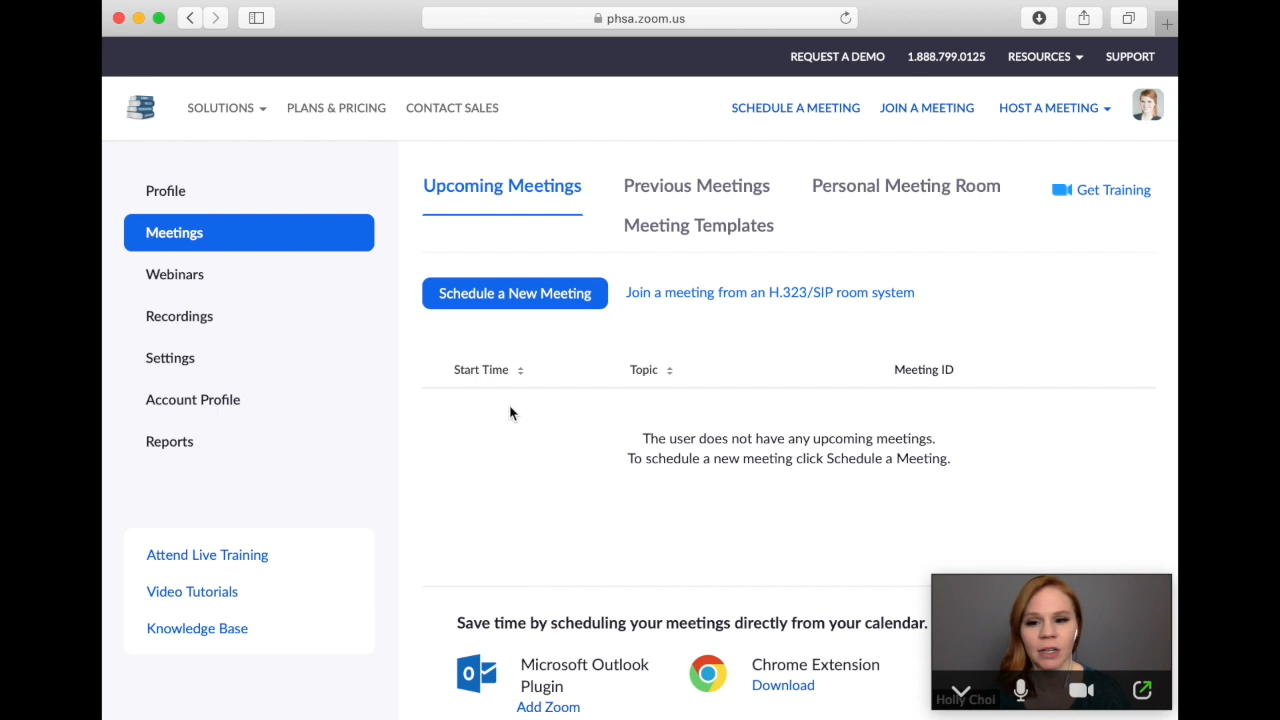 phsa.zoom.us
REQUEST A DEMO 1.888.799.0125 RESOURCES SUPPORT
SOLUTIONS PLANS & PRICING CONTACT SALES SCHEDULE A MEETING JOIN A MEETING HOST A MEETING
Profile
Meetings
Webinars
Recordings
Settings
Account Profile
Reports
Attend Live Training
Video Tutorials
Knowledge Base
Upcoming Meetings Previous Meetings Personal Meeting Room Get Training
Meeting Templates
Schedule a New Meeting Join a meeting from an H.323/SIP room system
Start Time Topic Meeting ID
The user does not have any upcoming meetings.
To schedule a new meeting click Schedule a Meeting.
Save time by scheduling your meetings directly from your calendar.
Microsoft Outlook
Plugin
Add Zoom
Chrome Extension
Download
Holly Choi